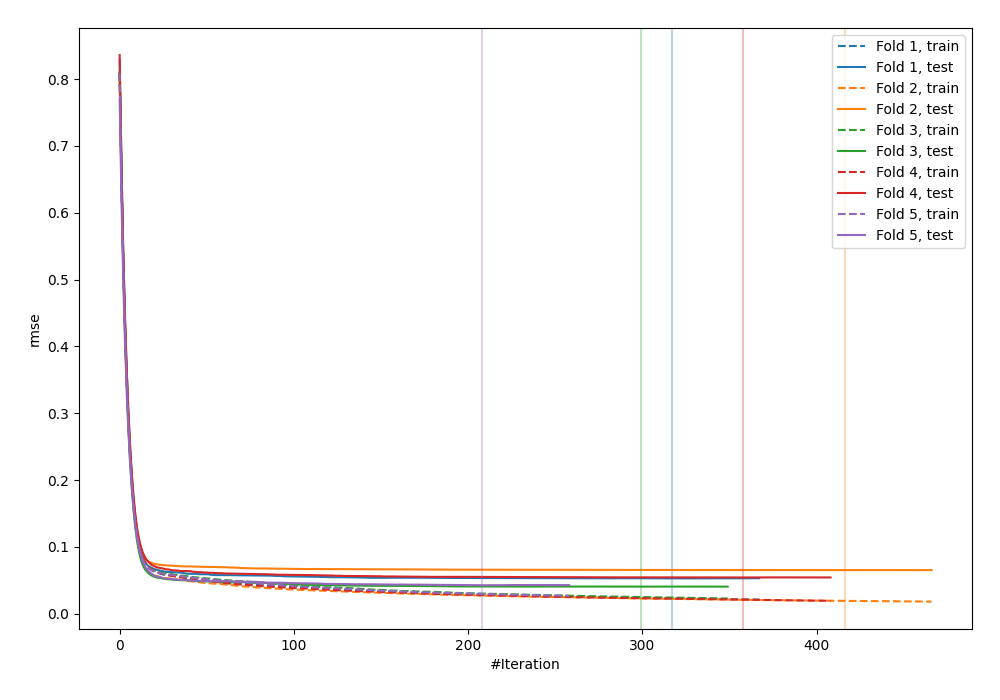 Fold 1, train
Fold 1, test
Fold 2, train
Fold 2, test
Fold 3, train
Fold 3, test
Fold 4, train
Fold 4, test
Fold 5, train
Fold 5, test
0.8
0.7
0.6
0.5
0.4
0.3
0.2
0.1
0.0
rmse
0 100 200 300 400
#Iteration